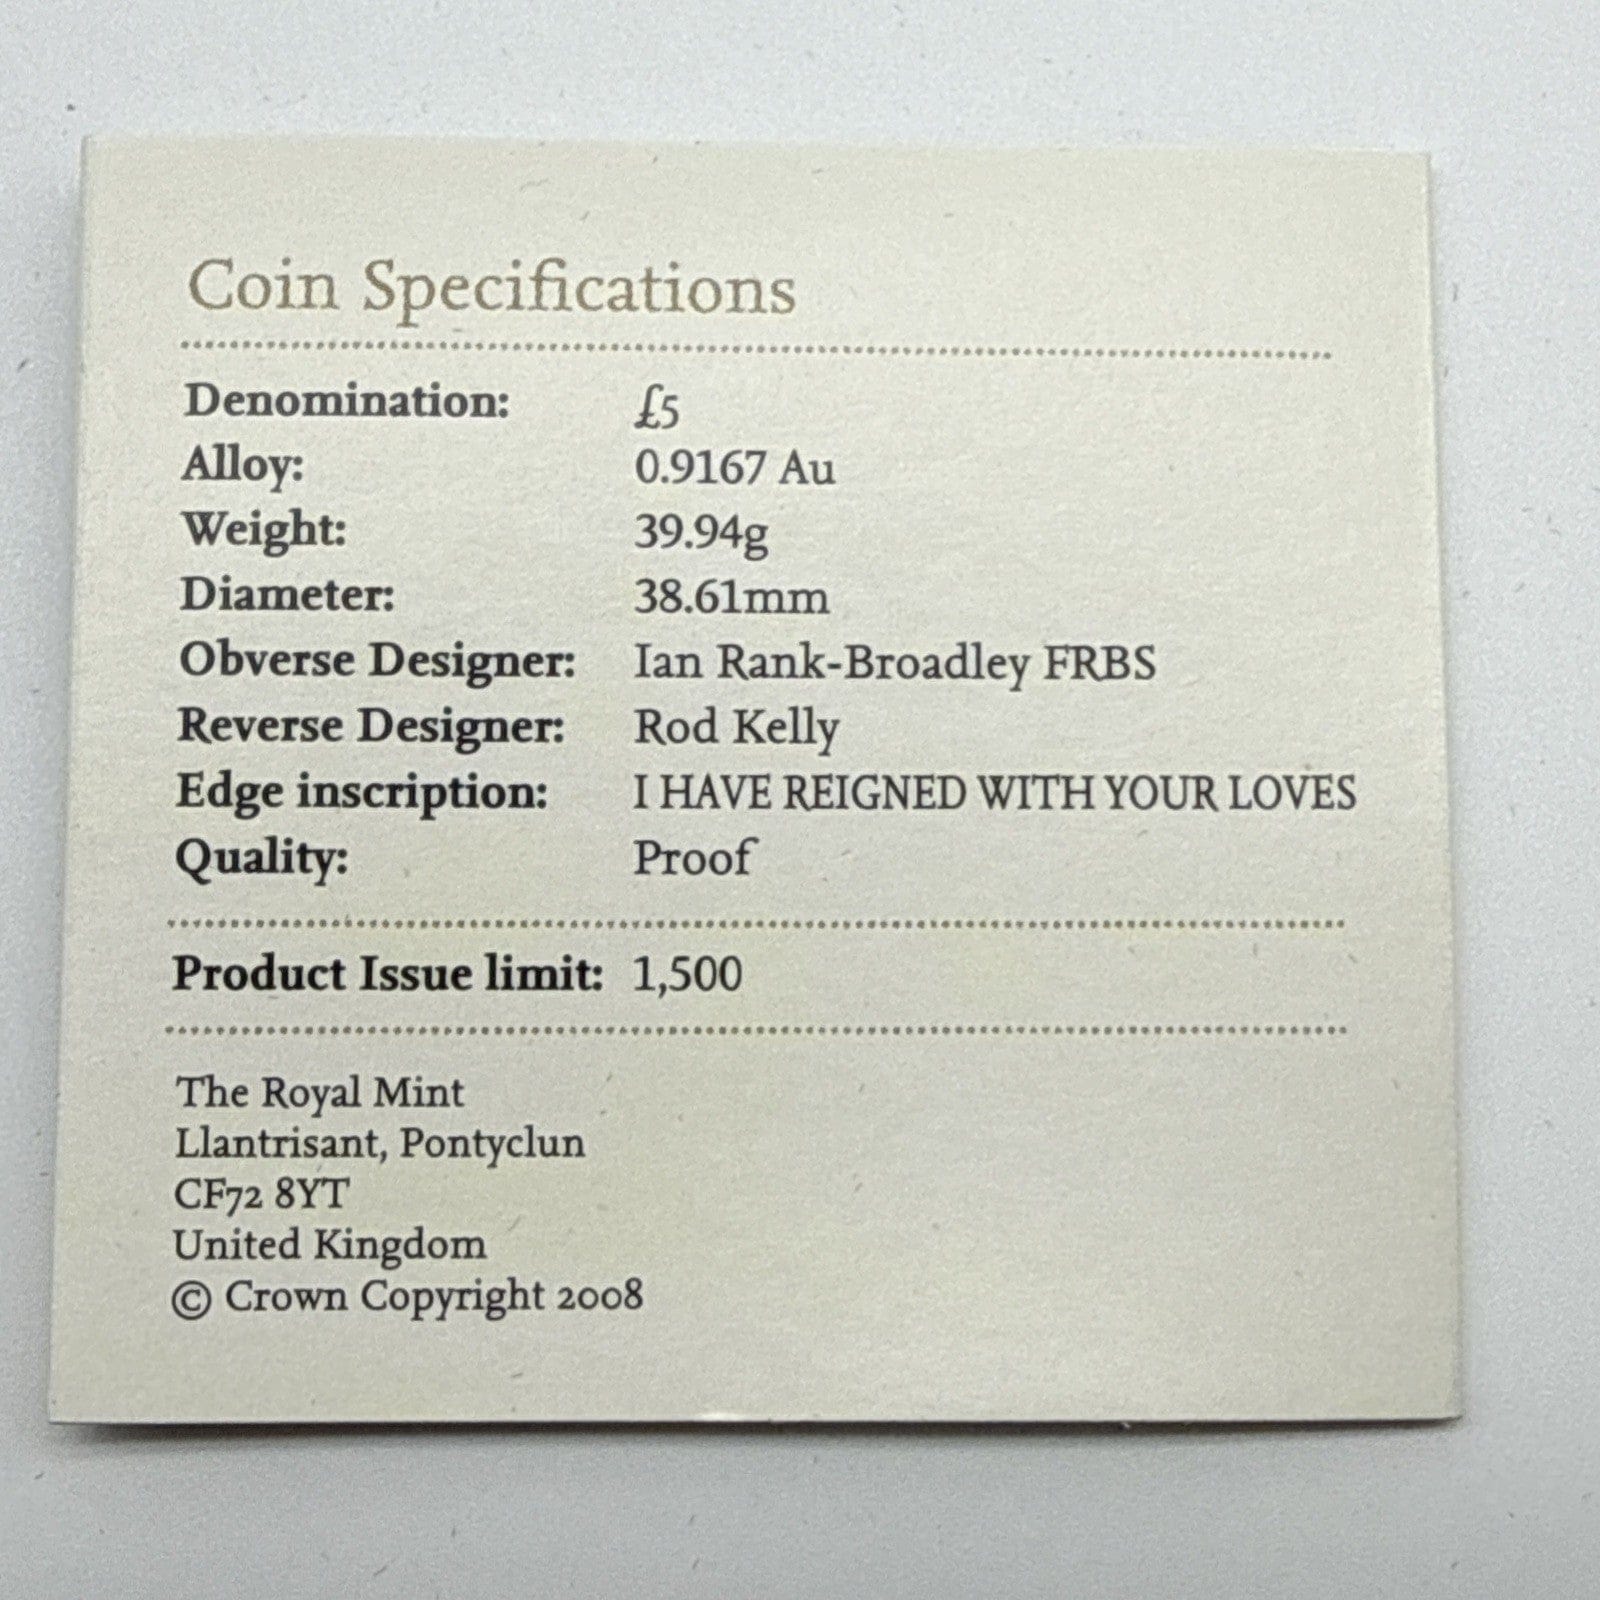 Coin Specifications
Denomination: £5
Alloy: 0.9167 Au
Weight: 39.94g
Diameter: 38.61mm
Obverse Designer: Ian Rank-Broadley FRBS
Reverse Designer: Rod Kelly
Edge inscription: I HAVE REIGNED WITH YOUR LOVES
Quality: Proof
Product Issue limit: 1,500
The Royal Mint
Llantrisant, Pontyclun
CF72 8YT
United Kingdom
© Crown Copyright 2008